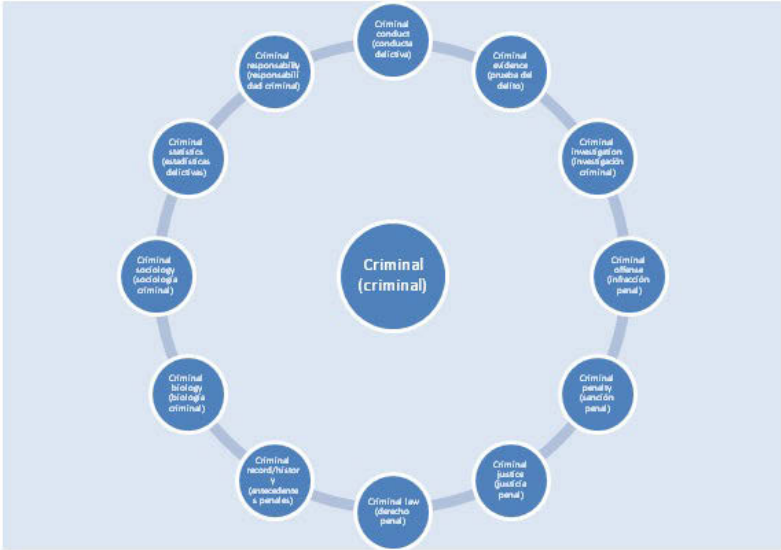 Criminal
conduct
(conducta
delictiva)
Criminal
evidence
(prueba del
delito)
Criminal
investigation
(investigación
criminal)
Criminal
offense
(infracción
penal)
Criminal
penalty
(sanción
penal)
Criminal
justice
(justicia
penal)
Criminal law
(derecho
penal)
Criminal
record/histor
y
(antecedente
s penales)
Criminal
biology
(biología
criminal)
Criminal
sociology
(sociología
criminal)
Criminal
statistics
(estadísticas
delictivas)
Criminal
responsability
(responsabili
dad criminal)
Criminal
(criminal)